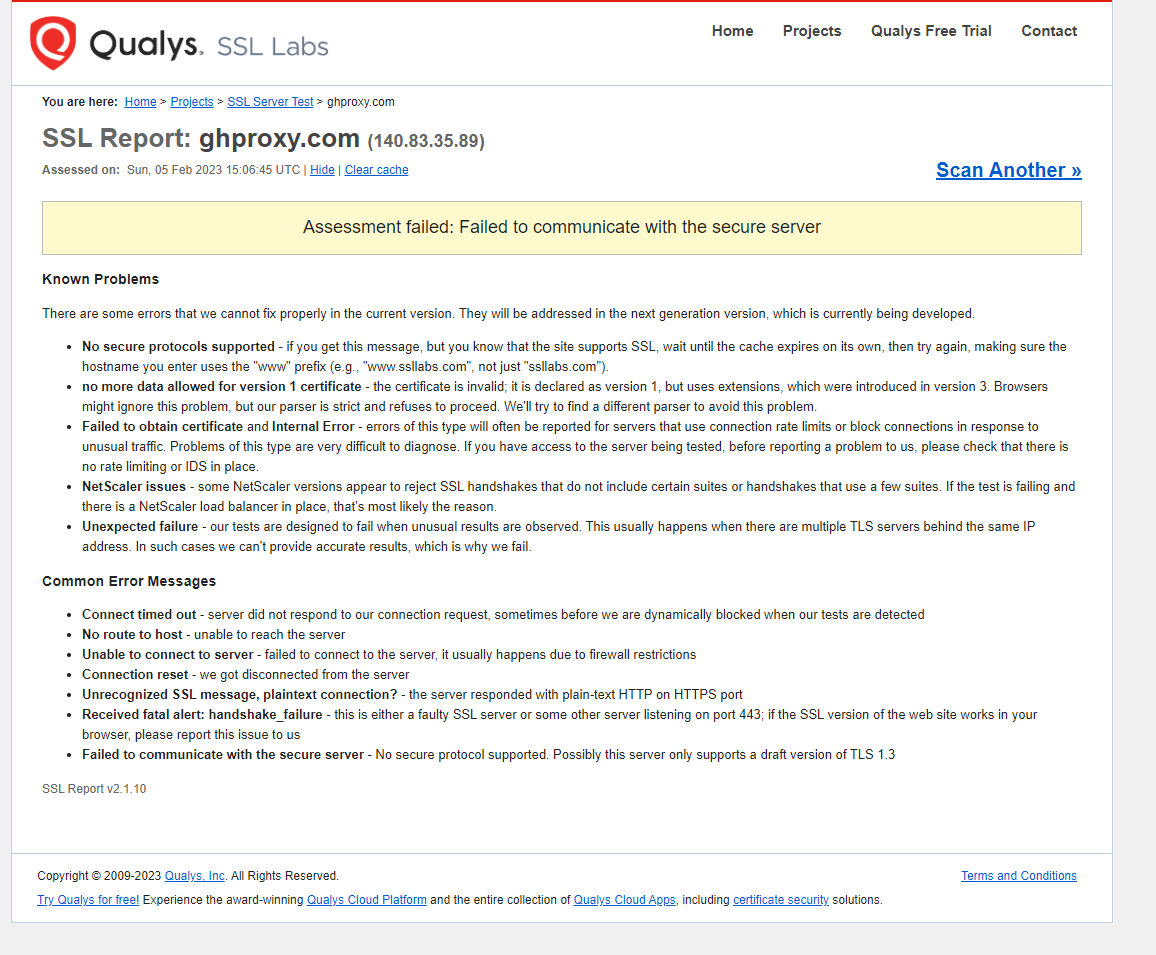 Qualys. SSL Labs
Home Projects Qualys Free Trial Contact
You are here: Home > Projects > SSL Server Test > ghproxy.com
SSL Report: ghproxy.com (140.83.35.89)
Assessed on: Sun, 05 Feb 2023 15:06:45 UTC | Hide | Clear cache
Scan Another »
Assessment failed: Failed to communicate with the secure server
Known Problems
There are some errors that we cannot fix properly in the current version. They will be addressed in the next generation version, which is currently being developed.
• No secure protocols supported - if you get this message, but you know that the site supports SSL, wait until the cache expires on its own, then try again, making sure the
hostname you enter uses the "www" prefix (e.g., "www.ssllabs.com", not just "ssllabs.com").
• no more data allowed for version 1 certificate - the certificate is invalid; it is declared as version 1, but uses extensions, which were introduced in version 3. Browsers
might ignore this problem, but our parser is strict and refuses to proceed. We'll try to find a different parser to avoid this problem.
• Failed to obtain certificate and Internal Error - errors of this type will often be reported for servers that use connection rate limits or block connections in response to
unusual traffic. Problems of this type are very difficult to diagnose. If you have access to the server being tested, before reporting a problem to us, please check that there is
no rate limiting or IDS in place.
• NetScaler issues - some NetScaler versions appear to reject SSL handshakes that do not include certain suites or handshakes that use a few suites. If the test is failing and
there is a NetScaler load balancer in place, that's most likely the reason.
• Unexpected failure - our tests are designed to fail when unusual results are observed. This usually happens when there are multiple TLS servers behind the same IP
address. In such cases we can't provide accurate results, which is why we fail.
Common Error Messages
• Connect timed out - server did not respond to our connection request, sometimes before we are dynamically blocked when our tests are detected
• No route to host - unable to reach the server
• Unable to connect to server - failed to connect to the server, it usually happens due to firewall restrictions
• Connection reset - we got disconnected from the server
• Unrecognized SSL message, plaintext connection? - the server responded with plain-text HTTP on HTTPS port
• Received fatal alert: handshake_failure - this is either a faulty SSL server or some other server listening on port 443; if the SSL version of the web site works in your
browser, please report this issue to us
• Failed to communicate with the secure server - No secure protocol supported. Possibly this server only supports a draft version of TLS 1.3
SSL Report v2.1.10
Copyright © 2009-2023 Qualys, Inc. All Rights Reserved.
Terms and Conditions
Try Qualys for free! Experience the award-winning Qualys Cloud Platform and the entire collection of Qualys Cloud Apps, including certificate security solutions.